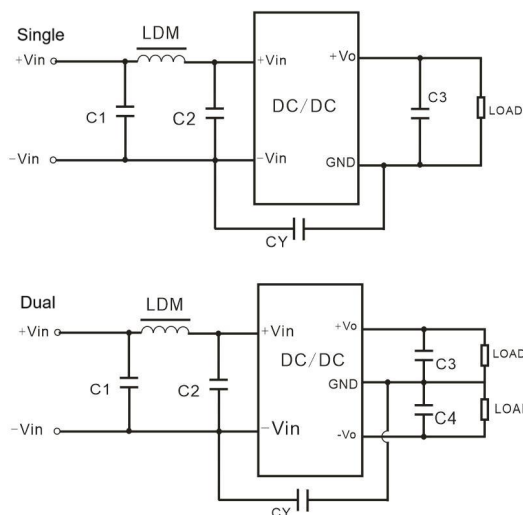 Single
LDM
+Vin
+Vin
+Vo
C1
C2
DC/DC
C3
LOAD
−Vin
−Vin
GND
CY
Dual
LDM
+Vin
+Vin
+Vo
C1
C2
DC/DC
C3
LOAD
GND
C4
LOAD
−Vin
−Vin
-Vo
CY